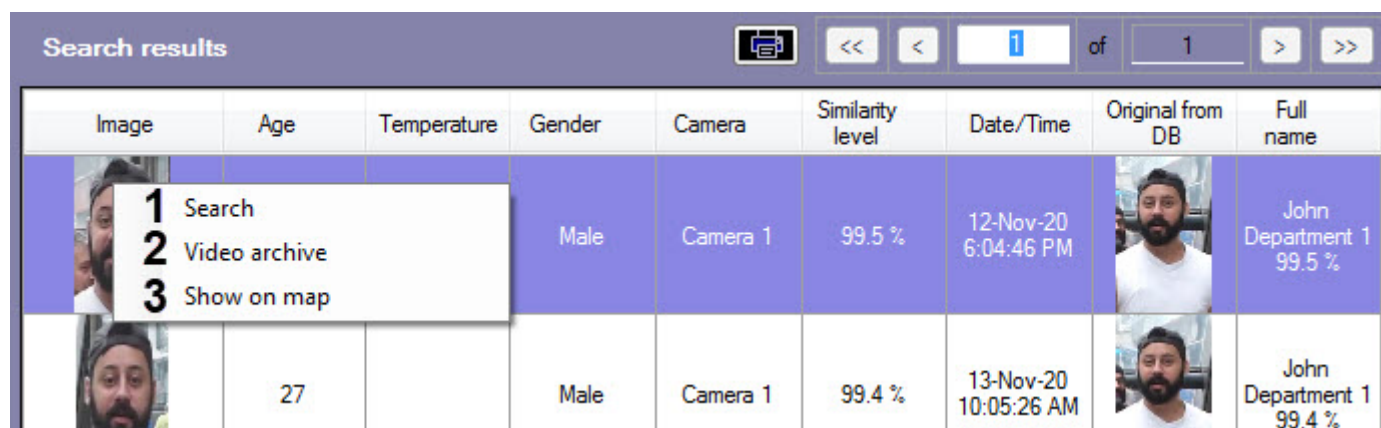 Search results
<<
<
1
of
1
>
>>
Image
Age
Temperature
Gender
Camera
Similarity
level
Date/Time
Original from
DB
Full
name
1 Search
2 Video archive
3 Show on map
Male
Camera 1
99.5 %
12-Nov-20
6:04:46 PM
John
Department 1
99.5 %
27
Male
Camera 1
99.4 %
13-Nov-20
10:05:26 AM
John
Department 1
99.4 %